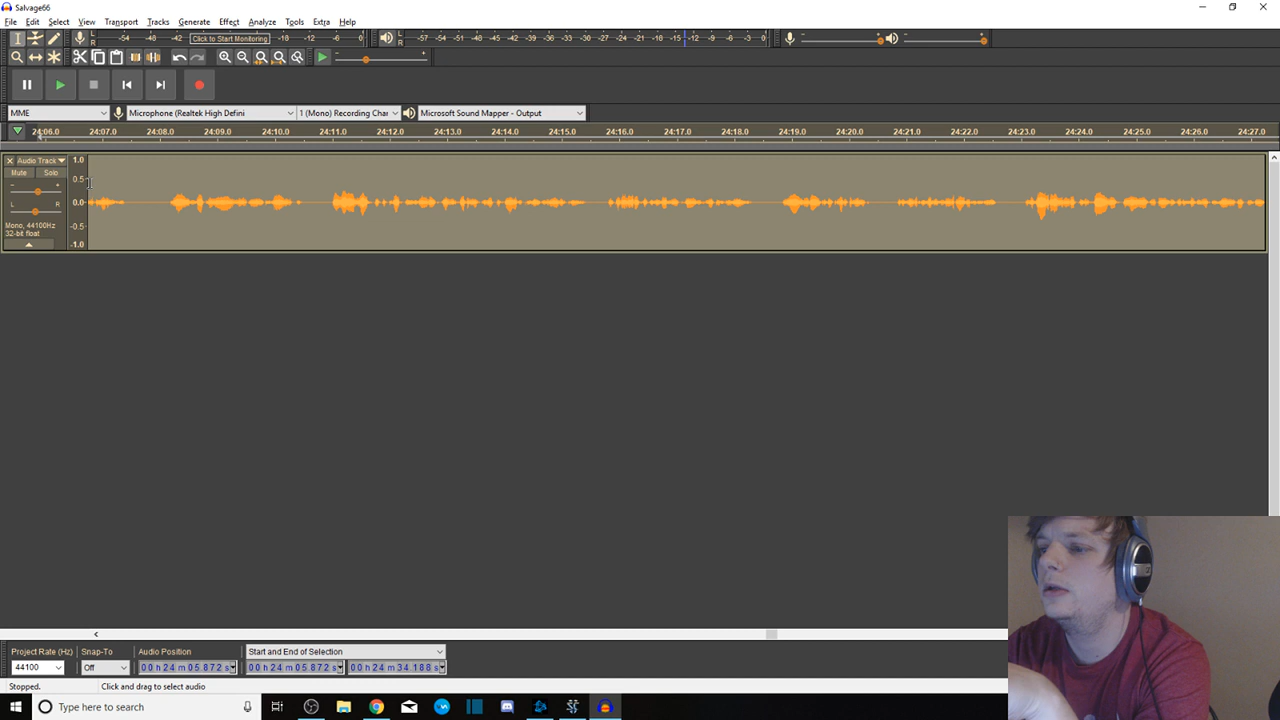 Salvage66
File Edit Select View Transport Tracks Generate Effect Analyze Tools Extra Help
L R -54 -48 -42 Click to Start Monitoring -18 -12 -6 0 L R -57 -54 -51 -48 -45 -42 -39 -36 -33 -30 -27 -24 -21 -18 -15 -12 -9 -6 -3 0
MME Microphone (Realtek High Defini 1 (Mono) Recording Char Microsoft Sound Mapper - Output
24:06.0 24:07.0 24:08.0 24:09.0 24:10.0 24:11.0 24:12.0 24:13.0 24:14.0 24:15.0 24:16.0 24:17.0 24:18.0 24:19.0 24:20.0 24:21.0 24:22.0 24:23.0 24:24.0 24:25.0 24:26.0 24:27.0
Audio Track 1.0
Mute Solo 0.5
- +
L R 0.0
Mono, 44100Hz -0.5
32-bit float
-1.0
Project Rate (Hz) Snap-To Audio Position Start and End of Selection
44100 Off 00 h 24 m 05.872 s 00 h 24 m 05.872 s 00 h 24 m 34.188 s
Stopped. Click and drag to select audio
Type here to search